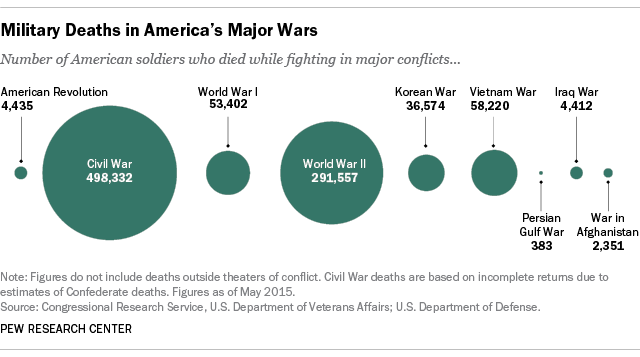 Military Deaths in America's Major Wars
Number of American soldiers who died while fighting in major conflicts...
American Revolution
4,435
Civil War
498,332
World War I
53,402
World War II
291,557
Korean War
36,574
Vietnam War
58,220
Persian
Gulf War
383
Iraq War
4,412
War in
Afghanistan
2,351
Note: Figures do not include deaths outside theaters of conflict. Civil War deaths are based on incomplete returns due to
estimates of Confederate deaths. Figures as of May 2015.
Source: Congressional Research Service, U.S. Department of Veterans Affairs; U.S. Department of Defense.
PEW RESEARCH CENTER